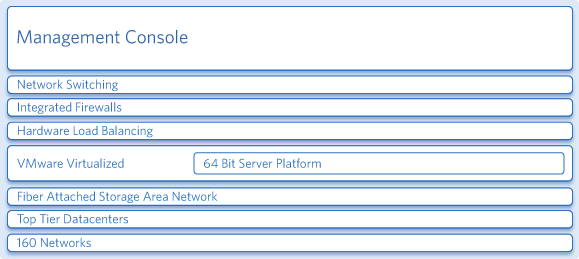 Management Console
Network Switching
Integrated Firewalls
Hardware Load Balancing
VMware Virtualized
64 Bit Server Platform
Fiber Attached Storage Area Network
Top Tier Datacenters
160 Networks